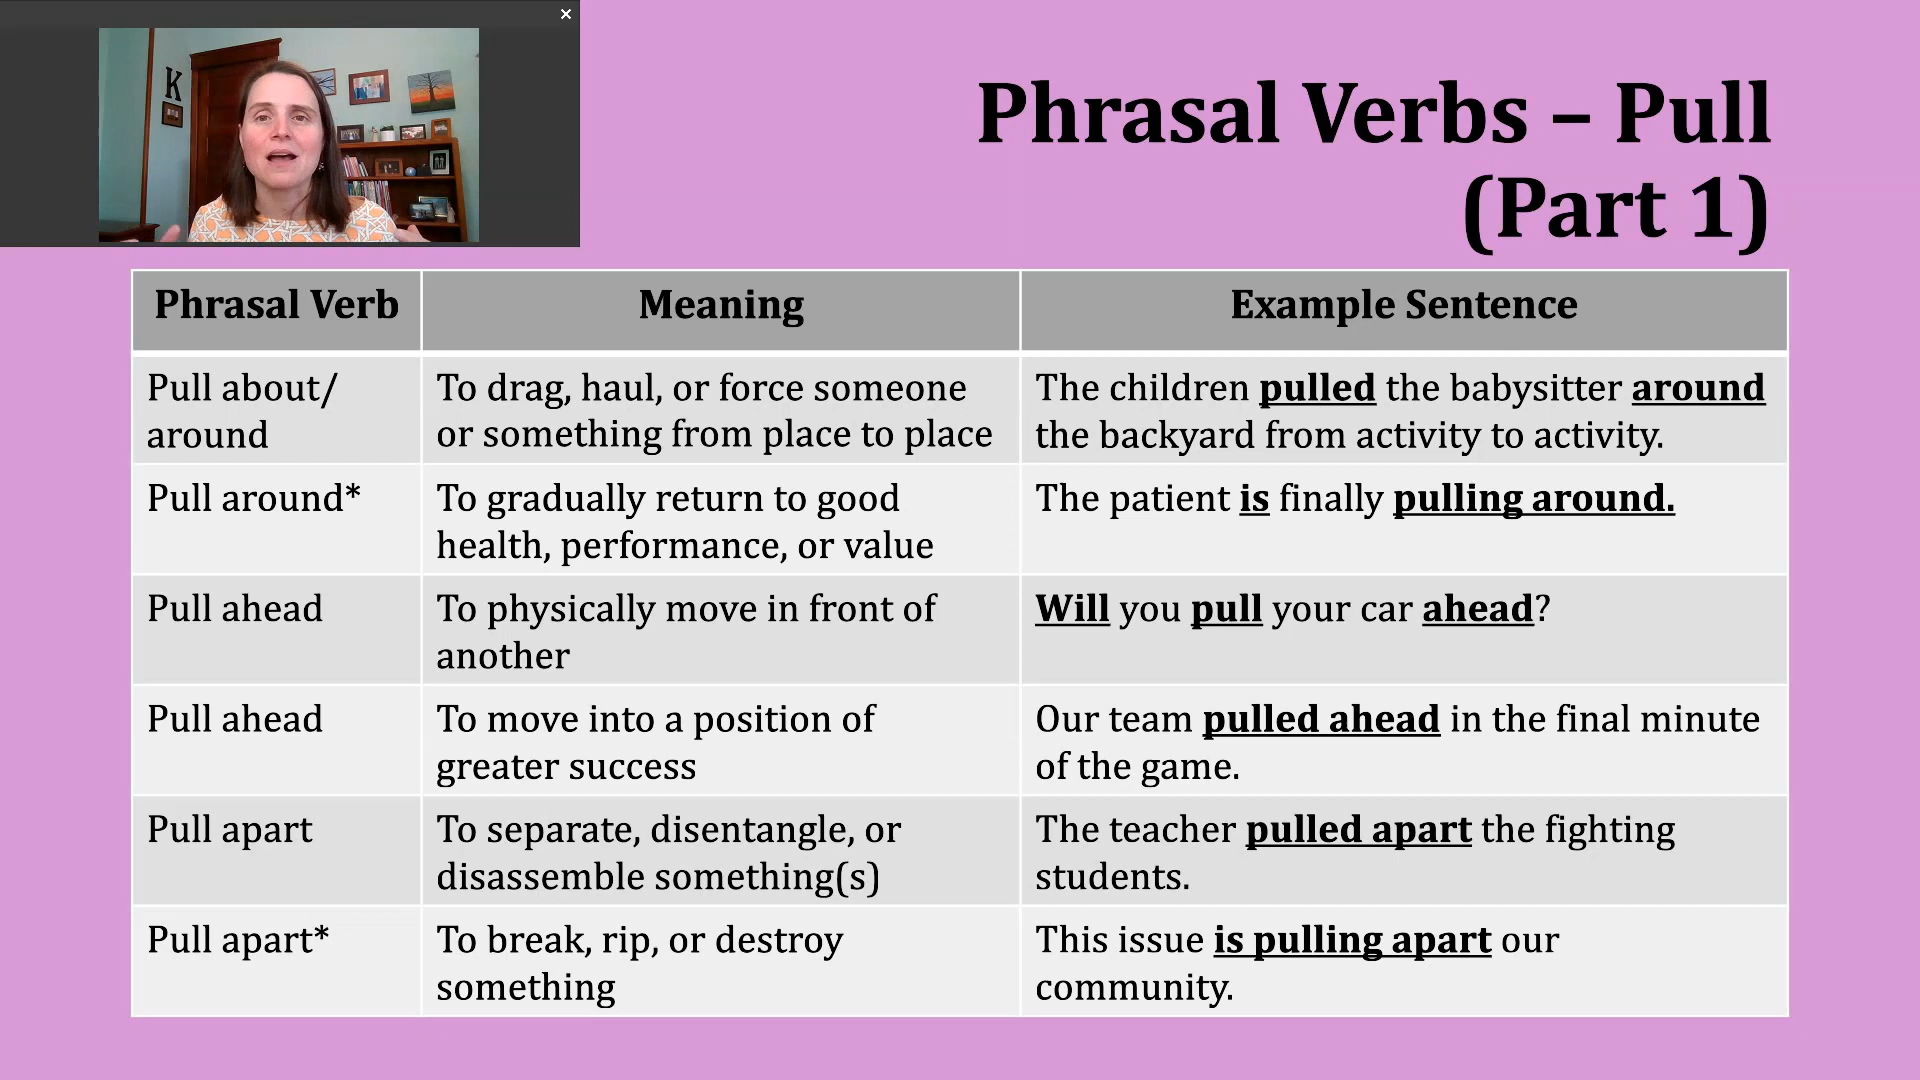 K
Phrasal Verbs – Pull
(Part 1)
Phrasal Verb
Meaning
Example Sentence
Pull about/
around
To drag, haul, or force someone
or something from place to place
The children pulled the babysitter around
the backyard from activity to activity.
Pull around*
To gradually return to good
health, performance, or value
The patient is finally pulling around.
Pull ahead
To physically move in front of
another
Will you pull your car ahead?
Pull ahead
To move into a position of
greater success
Our team pulled ahead in the final minute
of the game.
Pull apart
To separate, disentangle, or
disassemble something(s)
The teacher pulled apart the fighting
students.
Pull apart*
To break, rip, or destroy
something
This issue is pulling apart our
community.